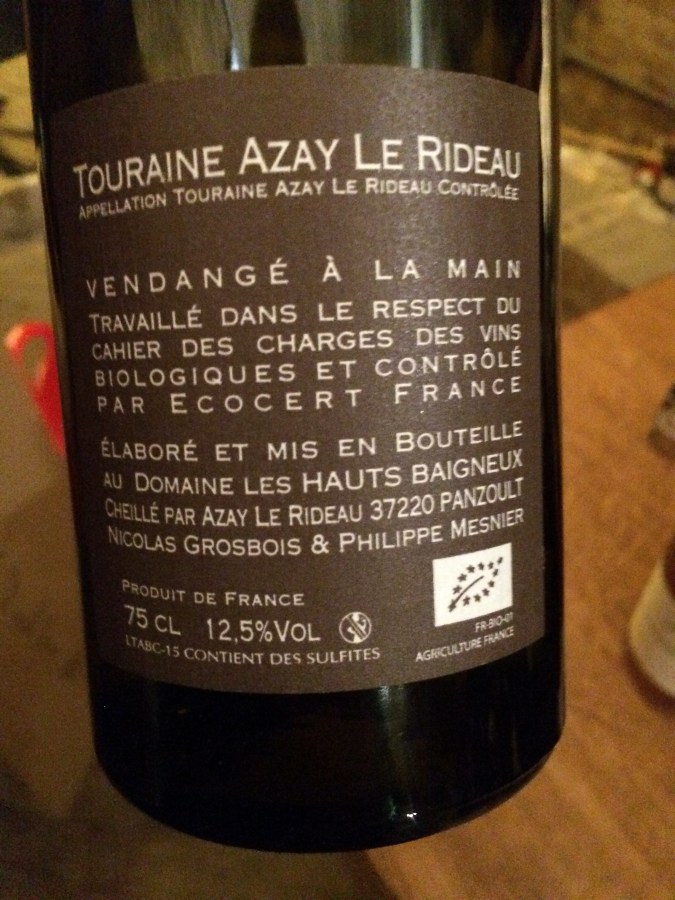 TOURAINE AZAY LE RIDEAU
APPELLATION TOURAINE AZAY LE RIDEAU CONTRÔLÉE
VENDANGÉ À LA MAIN
TRAVAILLÉ DANS LE RESPECT DU
CAHIER DES CHARGES DES VINS
BIOLOGIQUES ET CONTRÔLÉ
PAR ECOCERT FRANCE
ÉLABORÉ ET MIS EN BOUTEILLE
AU DOMAINE LES HAUTS BAIGNEUX
CHEILLÉ PAR AZAY LE RIDEAU 37220 PANZOULT
NICOLAS GROSBOIS & PHILIPPE MESNIER
PRODUIT DE FRANCE
75 CL 12,5%VOL
LTABC-15 CONTIENT DES SULFITES
FR-BIO-01
AGRICULTURE FRANCE